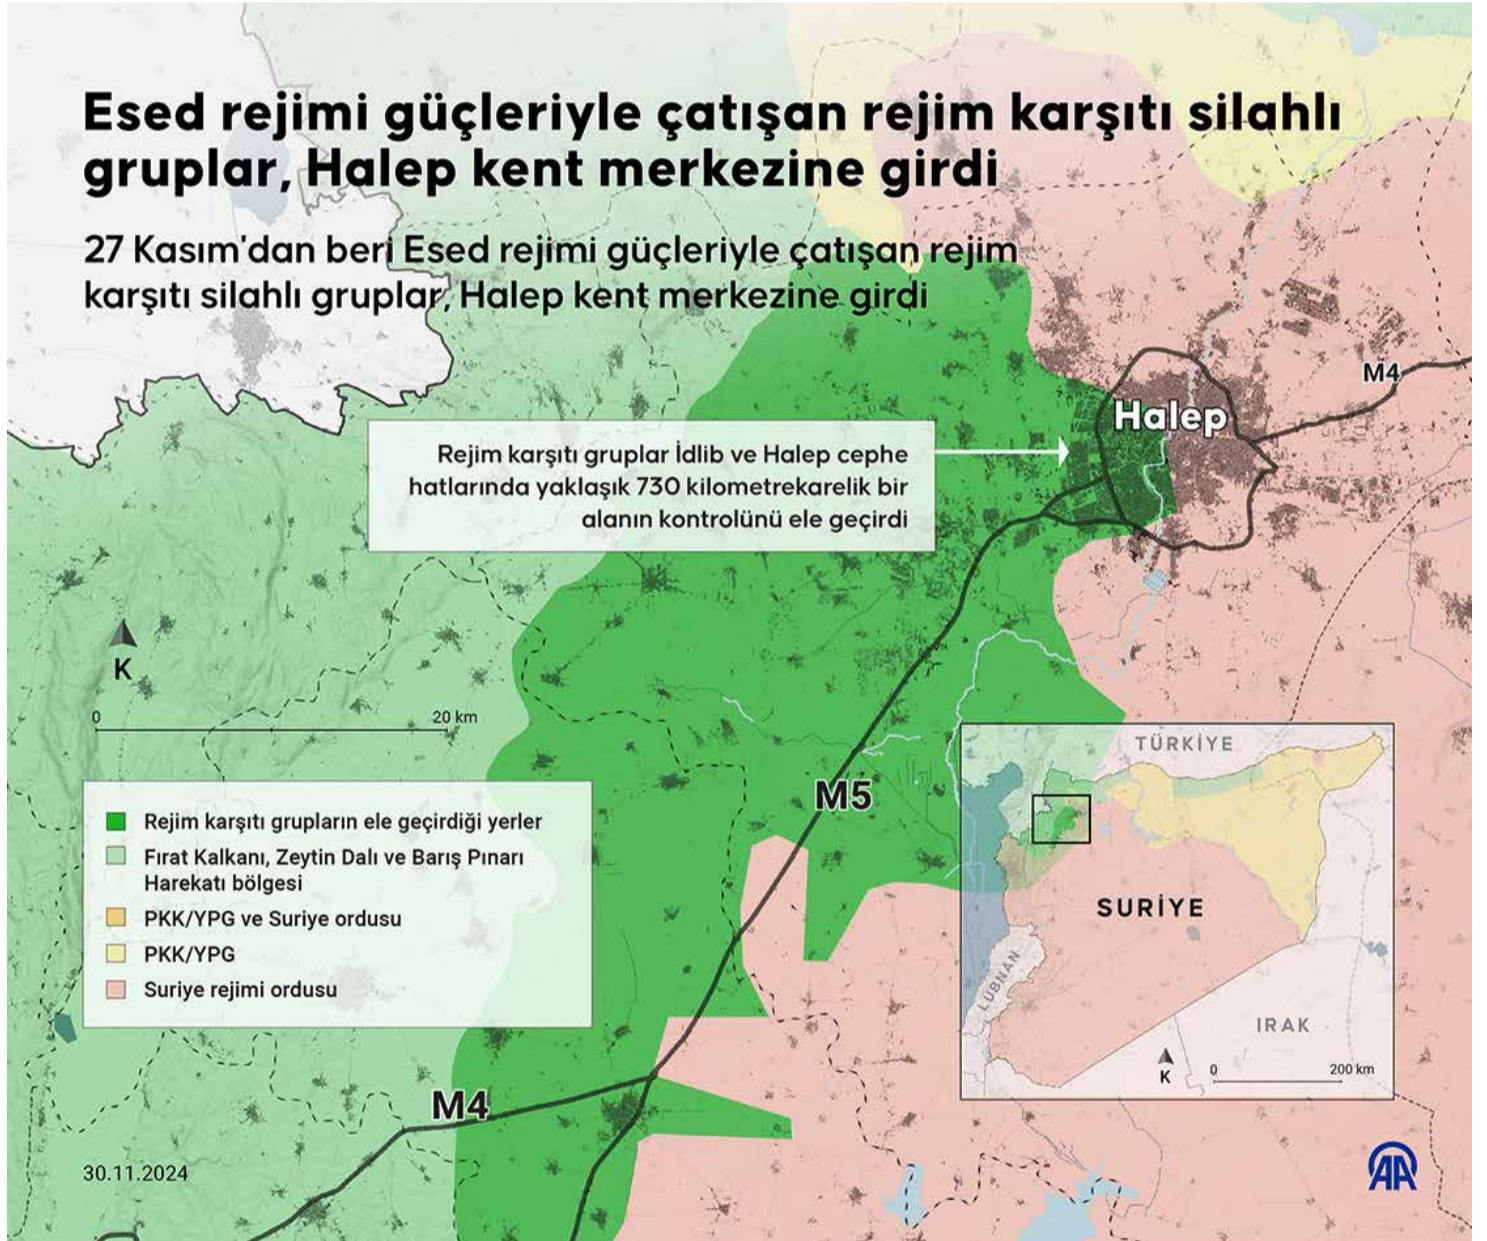 Esed rejimi güçleriyle çatışan rejim karşıtı silahlı
gruplar, Halep kent merkezine girdi
27 Kasım'dan beri Esed rejimi güçleriyle çatışan rejim
karşıtı silahlı gruplar, Halep kent merkezine girdi
M4
Halep
Rejim karşıtı gruplar İdlib ve Halep cephe
hatlarında yaklaşık 730 kilometrekarelik bir
alanın kontrolünü ele geçirdi
K
0 20 km
M5
Rejim karşıtı grupların ele geçirdiği yerler
Fırat Kalkanı, Zeytin Dalı ve Barış Pınarı
Harekatı bölgesi
PKK/YPG ve Suriye ordusu
PKK/YPG
Suriye rejimi ordusu
TÜRKİYE
SURİYE
LÜBNAN
IRAK
K
0 200 km
M4
30.11.2024
AA